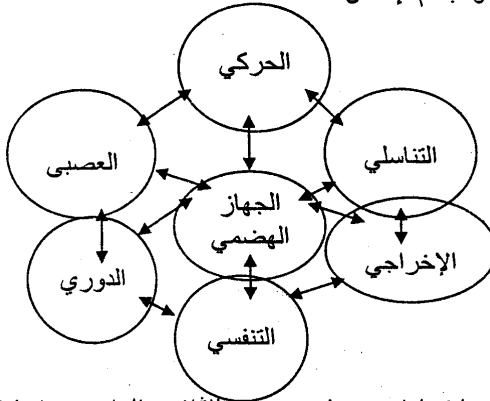 الحركي
العصبى
التناسلي
الجهاز
الهضمي
الدوري
الإخراجي
التنفسي